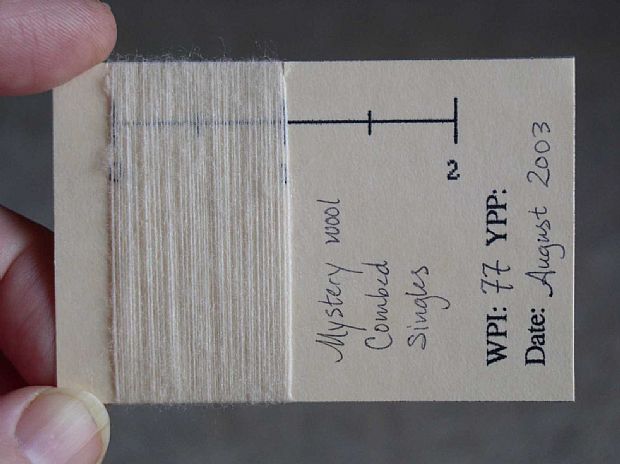 2
Mystery wool
Combed
Singles
WPI: 77 YPP:
Date: August 2003